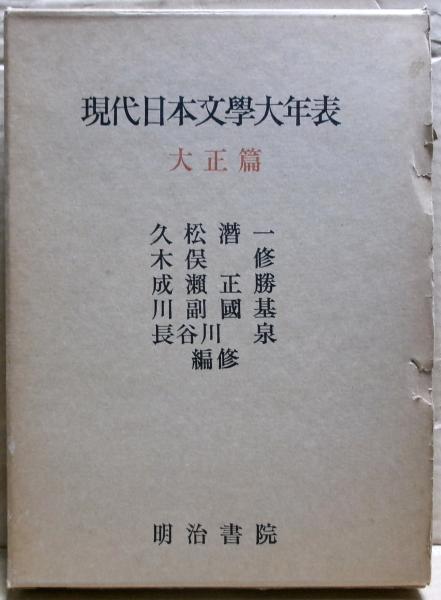 現代日本文學大年表
大正篇
久松潛一
木俣修
成瀨正勝
川副國基
長谷川泉
編修
明治書院